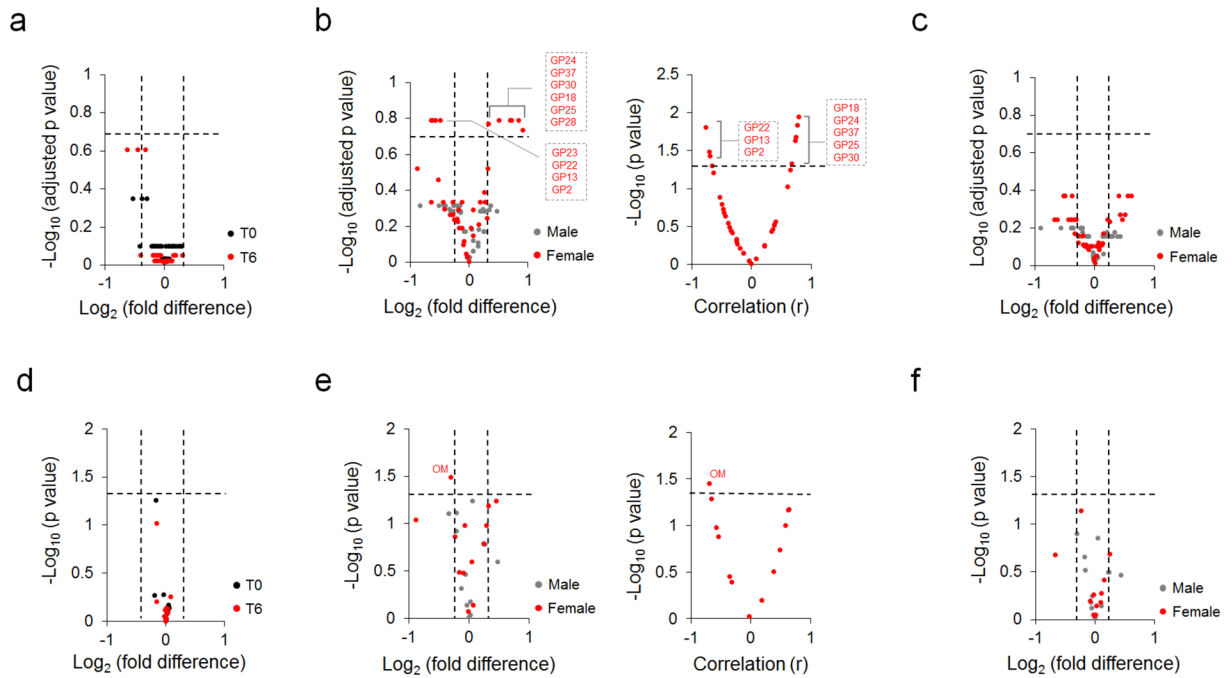 a
-Log10 (adjusted p value)
1
0.8
0.6
0.4
0.2
0
-1
0
1
Log2 (fold difference)
T0
T6
b
-Log10 (adjusted p value)
1
0.8
0.6
0.4
0.2
0
-1
0
1
Log2 (fold difference)
GP24
GP37
GP30
GP18
GP25
GP28
GP23
GP22
GP13
GP2
Male
Female
-Log10 (p value)
2.5
2
1.5
1
0.5
0
-1
0
1
Correlation (r)
GP22
GP13
GP2
GP18
GP24
GP37
GP25
GP30
c
-Log10 (adjusted p value)
1
0.8
0.6
0.4
0.2
0
-1
0
1
Log2 (fold difference)
Male
Female
d
-Log10 (p value)
2
1.5
1
0.5
0
-1
0
1
Log2 (fold difference)
T0
T6
e
-Log10 (p value)
2
1.5
1
0.5
0
-1
0
1
Log2 (fold difference)
OM
Male
Female
-Log10 (p value)
2
1.5
1
0.5
0
-1
0
1
Correlation (r)
OM
f
-Log10 (p value)
2
1.5
1
0.5
0
-1
0
1
Log2 (fold difference)
Male
Female